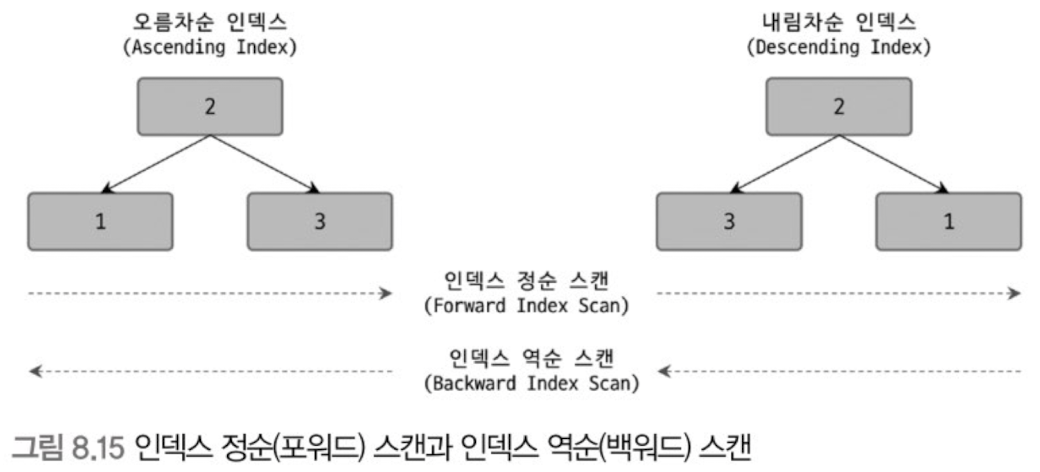 오름차순 인덱스
(Ascending Index)
내림차순 인덱스
(Descending Index)
2
1
3
2
3
1
인덱스 정순 스캔
(Forward Index Scan)
인덱스 역순 스캔
(Backward Index Scan)
그림 8.15 인덱스 정순(포워드) 스캔과 인덱스 역순(백워드) 스캔